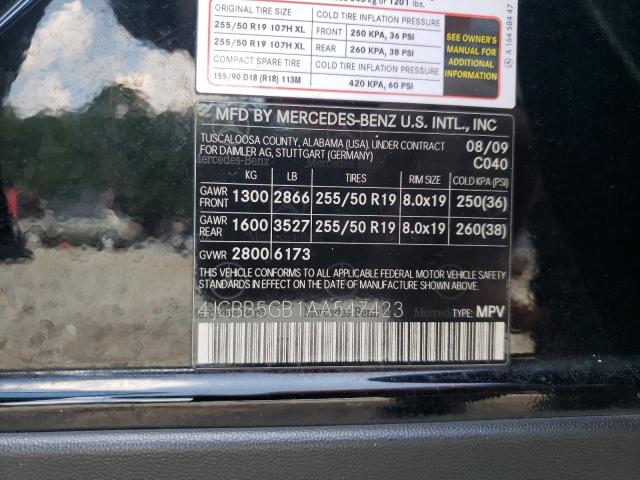 1201 lbs.
ORIGINAL TIRE SIZE COLD TIRE INFLATION PRESSURE
255/50 R19 107H XL FRONT 250 KPA, 36 PSI
255/50 R19 107H XL REAR 260 KPA, 38 PSI
COMPACT SPARE TIRE COLD TIRE INFLATION PRESSURE
155/90 D18 (R18) 113M 420 KPA, 60 PSI
SEE OWNER'S
MANUAL FOR
ADDITIONAL
INFORMATION
A 164 584 47
MFD BY MERCEDES-BENZ U.S. INTL., INC
TUSCALOOSA COUNTY, ALABAMA (USA), UNDER CONTRACT 08/09
FOR DAIMLER AG, STUTTGART (GERMANY) C040
KG LB TIRES RIM SIZE COLD KPA (PSI)
GAWR FRONT 1300 2866 255/50 R19 8.0x19 250(36)
GAWR REAR 1600 3527 255/50 R19 8.0x19 260(38)
GVWR 2800 6173
THIS VEHICLE CONFORMS TO ALL APPLICABLE FEDERAL MOTOR VEHICLE SAFETY
STANDARDS IN EFFECT ON THE DATE OF MANUFACTURE SHOWN ABOVE.
4JGBB5GB1AA547423 TYPE: MPV